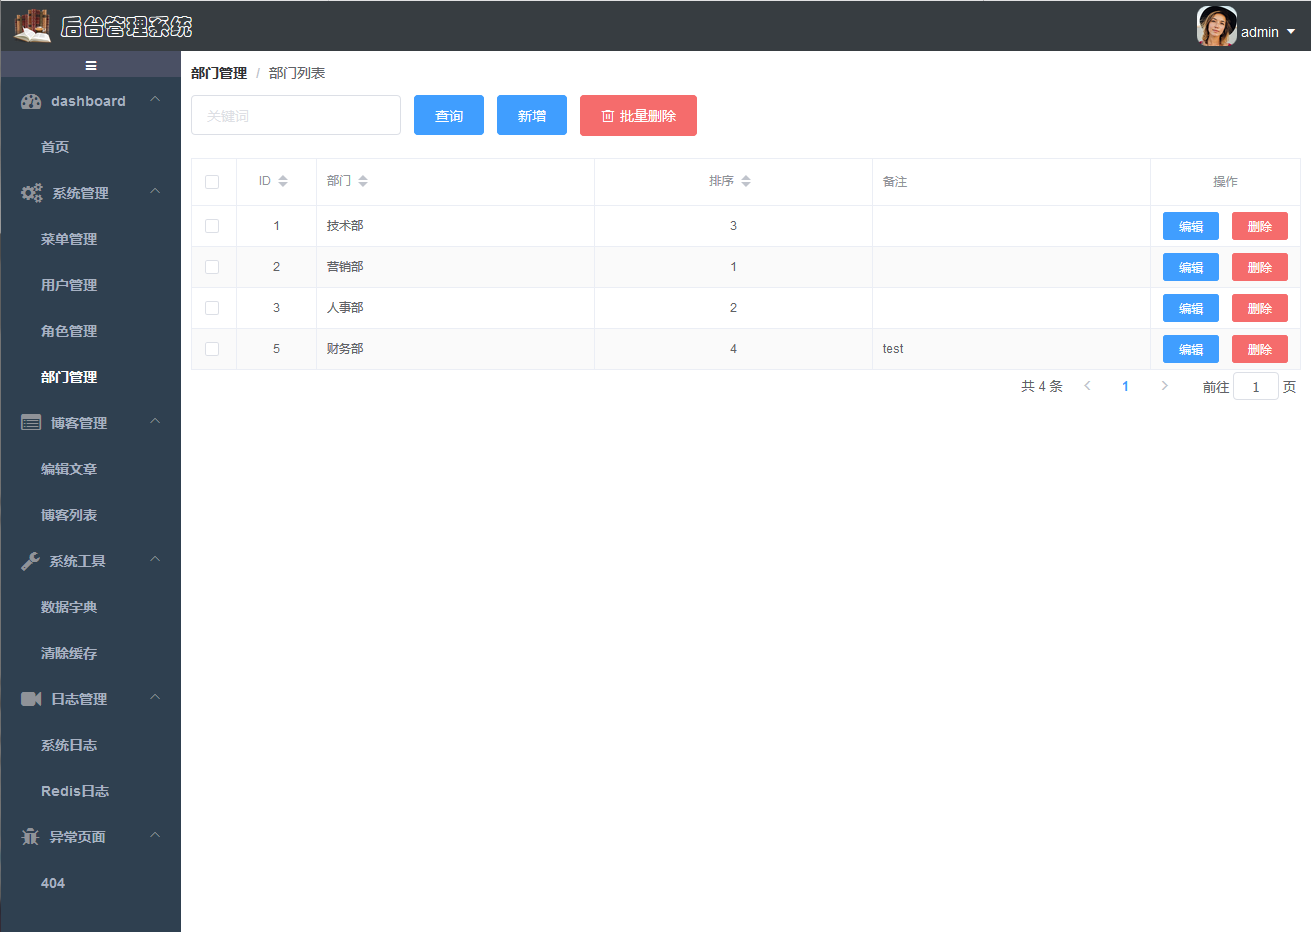 后台管理系统
admin
dashboard
首页
系统管理
菜单管理
用户管理
角色管理
部门管理
博客管理
编辑文章
博客列表
系统工具
数据字典
清除缓存
日志管理
系统日志
Redis日志
异常页面
404
部门管理 / 部门列表
关键词 查询 新增 批量删除
ID 部门 排序 备注 操作
1 技术部 3 编辑 删除
2 营销部 1 编辑 删除
3 人事部 2 编辑 删除
5 财务部 4 test 编辑 删除
共 4 条 1 前往 1 页